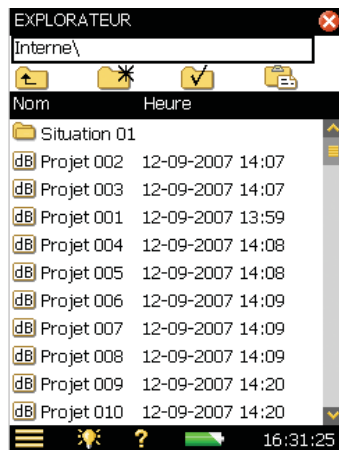 EXPLORATEUR
Interne\
Nom Heure
Situation 01
dB Projet 002 12-09-2007 14:07
dB Projet 003 12-09-2007 14:07
dB Projet 001 12-09-2007 13:59
dB Projet 004 12-09-2007 14:08
dB Projet 005 12-09-2007 14:08
dB Projet 006 12-09-2007 14:09
dB Projet 007 12-09-2007 14:09
dB Projet 008 12-09-2007 14:09
dB Projet 009 12-09-2007 14:20
dB Projet 010 12-09-2007 14:20
? 16:31:25